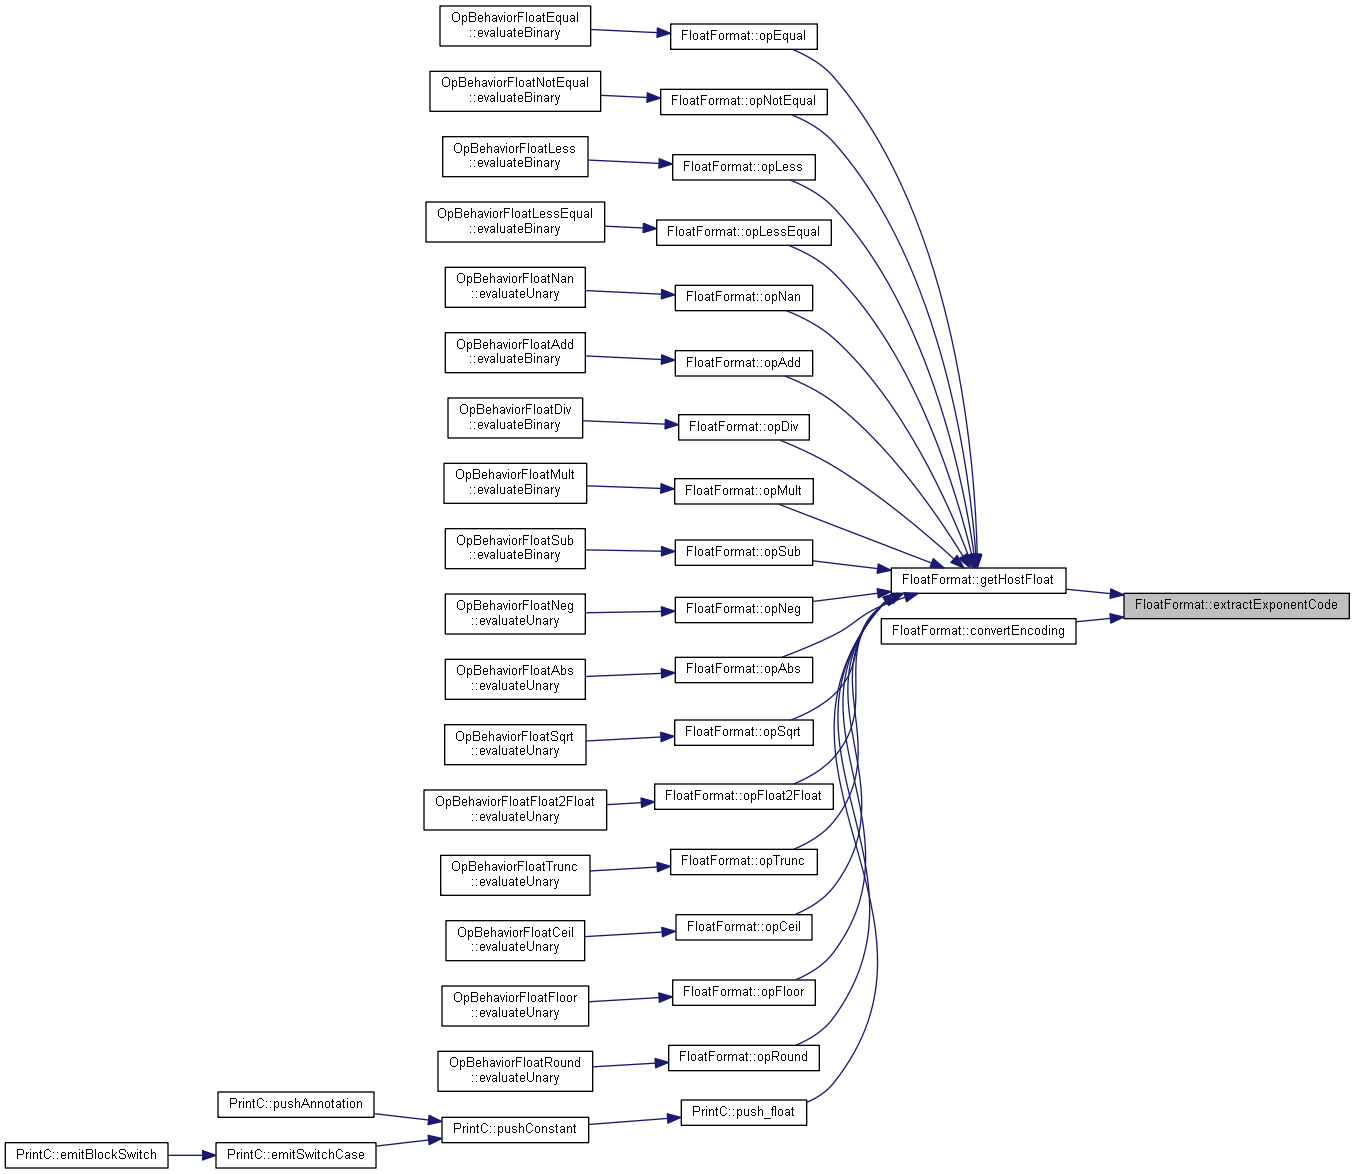 OpBehaviorFloatEqual
::evaluateBinary
FloatFormat::opEqual
OpBehaviorFloatNotEqual
::evaluateBinary
FloatFormat::opNotEqual
OpBehaviorFloatLess
::evaluateBinary
FloatFormat::opLess
OpBehaviorFloatLessEqual
::evaluateBinary
FloatFormat::opLessEqual
OpBehaviorFloatNan
::evaluateUnary
FloatFormat::opNan
OpBehaviorFloatAdd
::evaluateBinary
FloatFormat::opAdd
OpBehaviorFloatDiv
::evaluateBinary
FloatFormat::opDiv
OpBehaviorFloatMult
::evaluateBinary
FloatFormat::opMult
OpBehaviorFloatSub
::evaluateBinary
FloatFormat::opSub
FloatFormat::getHostFloat
FloatFormat::extractExponentCode
OpBehaviorFloatNeg
::evaluateUnary
FloatFormat::opNeg
FloatFormat::convertEncoding
OpBehaviorFloatAbs
::evaluateUnary
FloatFormat::opAbs
OpBehaviorFloatSqrt
::evaluateUnary
FloatFormat::opSqrt
OpBehaviorFloatFloat2Float
::evaluateUnary
FloatFormat::opFloat2Float
OpBehaviorFloatTrunc
::evaluateUnary
FloatFormat::opTrunc
OpBehaviorFloatCeil
::evaluateUnary
FloatFormat::opCeil
OpBehaviorFloatFloor
::evaluateUnary
FloatFormat::opFloor
OpBehaviorFloatRound
::evaluateUnary
FloatFormat::opRound
PrintC::pushAnnotation
PrintC::pushConstant
PrintC::push_float
PrintC::emitBlockSwitch
PrintC::emitSwitchCase